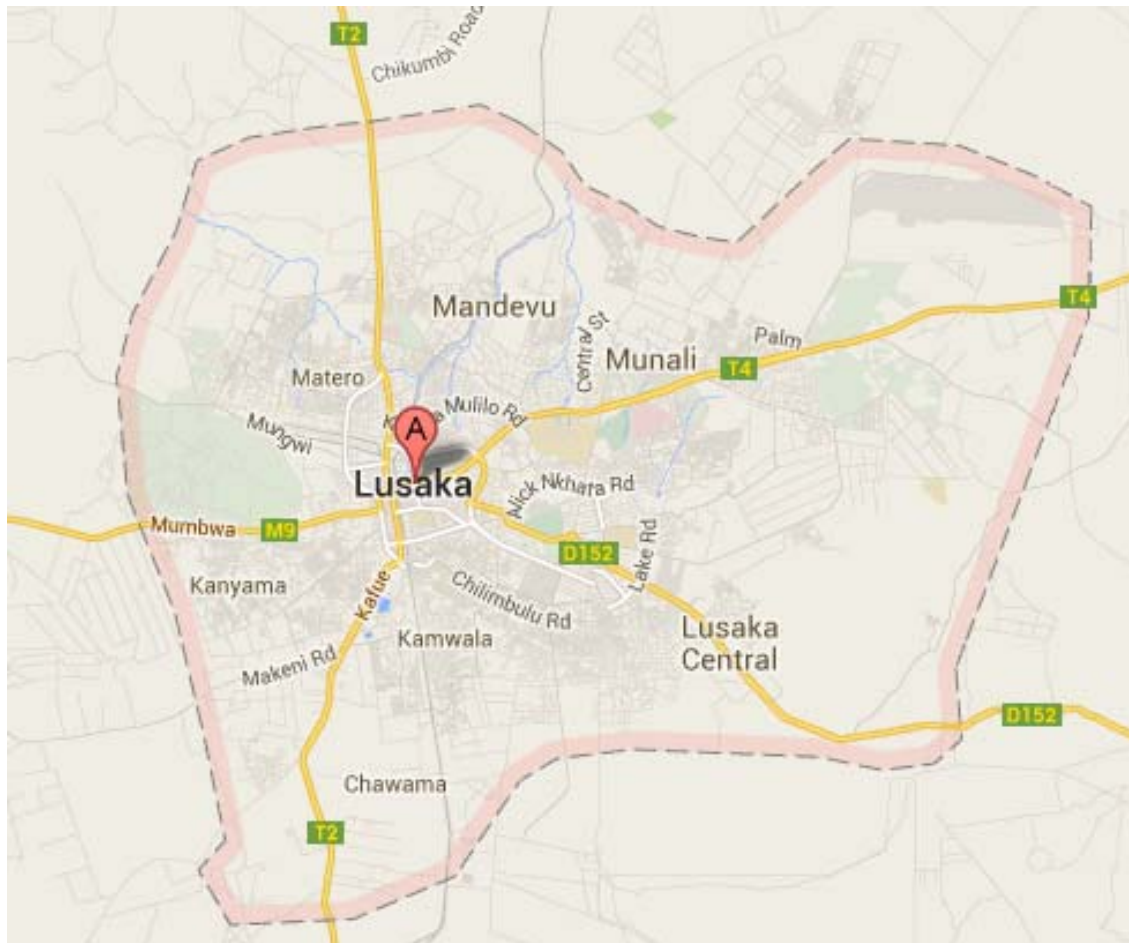 T2
Chikumbi Road
T4
Mandevu
Central St
Palm
Munali
T4
Matero
Mulilo Rd
Mungwi
A
Lusaka
Alick Nkhata Rd
Mumbwa
M9
D152
Lake Rd
Kanyama
Kafue
Chilimbulu Rd
Kamwala
Lusaka
Central
Makeni Rd
D152
Chawama
T2